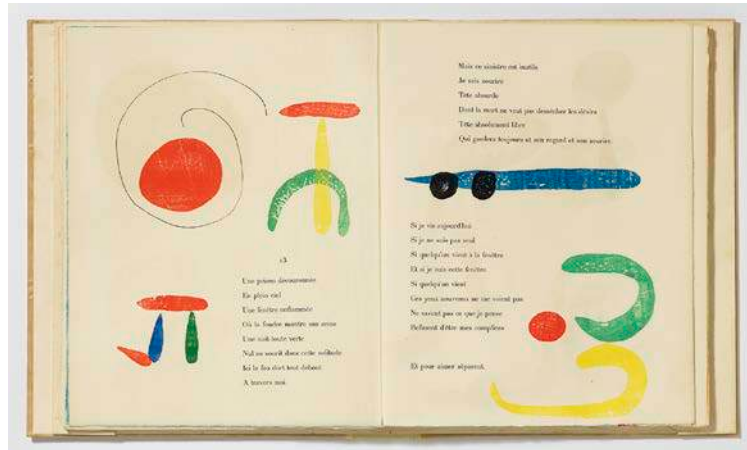 13
Une prison découronnée
En plein ciel
Une fenêtre enflammée
Où la foudre montre ses seins
Une nuit toute verte
Nul ne sourit dans cette solitude
Ici le feu dort tout debout
A travers moi.
Mais ce sinistre est inutile
Je sais sourire
Tête absurde
Dont la mort ne veut pas dessécher les désirs
Tête absolument libre
Qui gardera toujours et son regard et son sourire.
Si je vis aujourd'hui
Si je ne suis pas seul
Si quelqu'un vient à la fenêtre
Et si je suis cette fenêtre
Si quelqu'un vient
Ces yeux nouveaux ne me voient pas
Ne savent pas ce que je pense
Refusent d'être mes complices
Et pour aimer séparent.